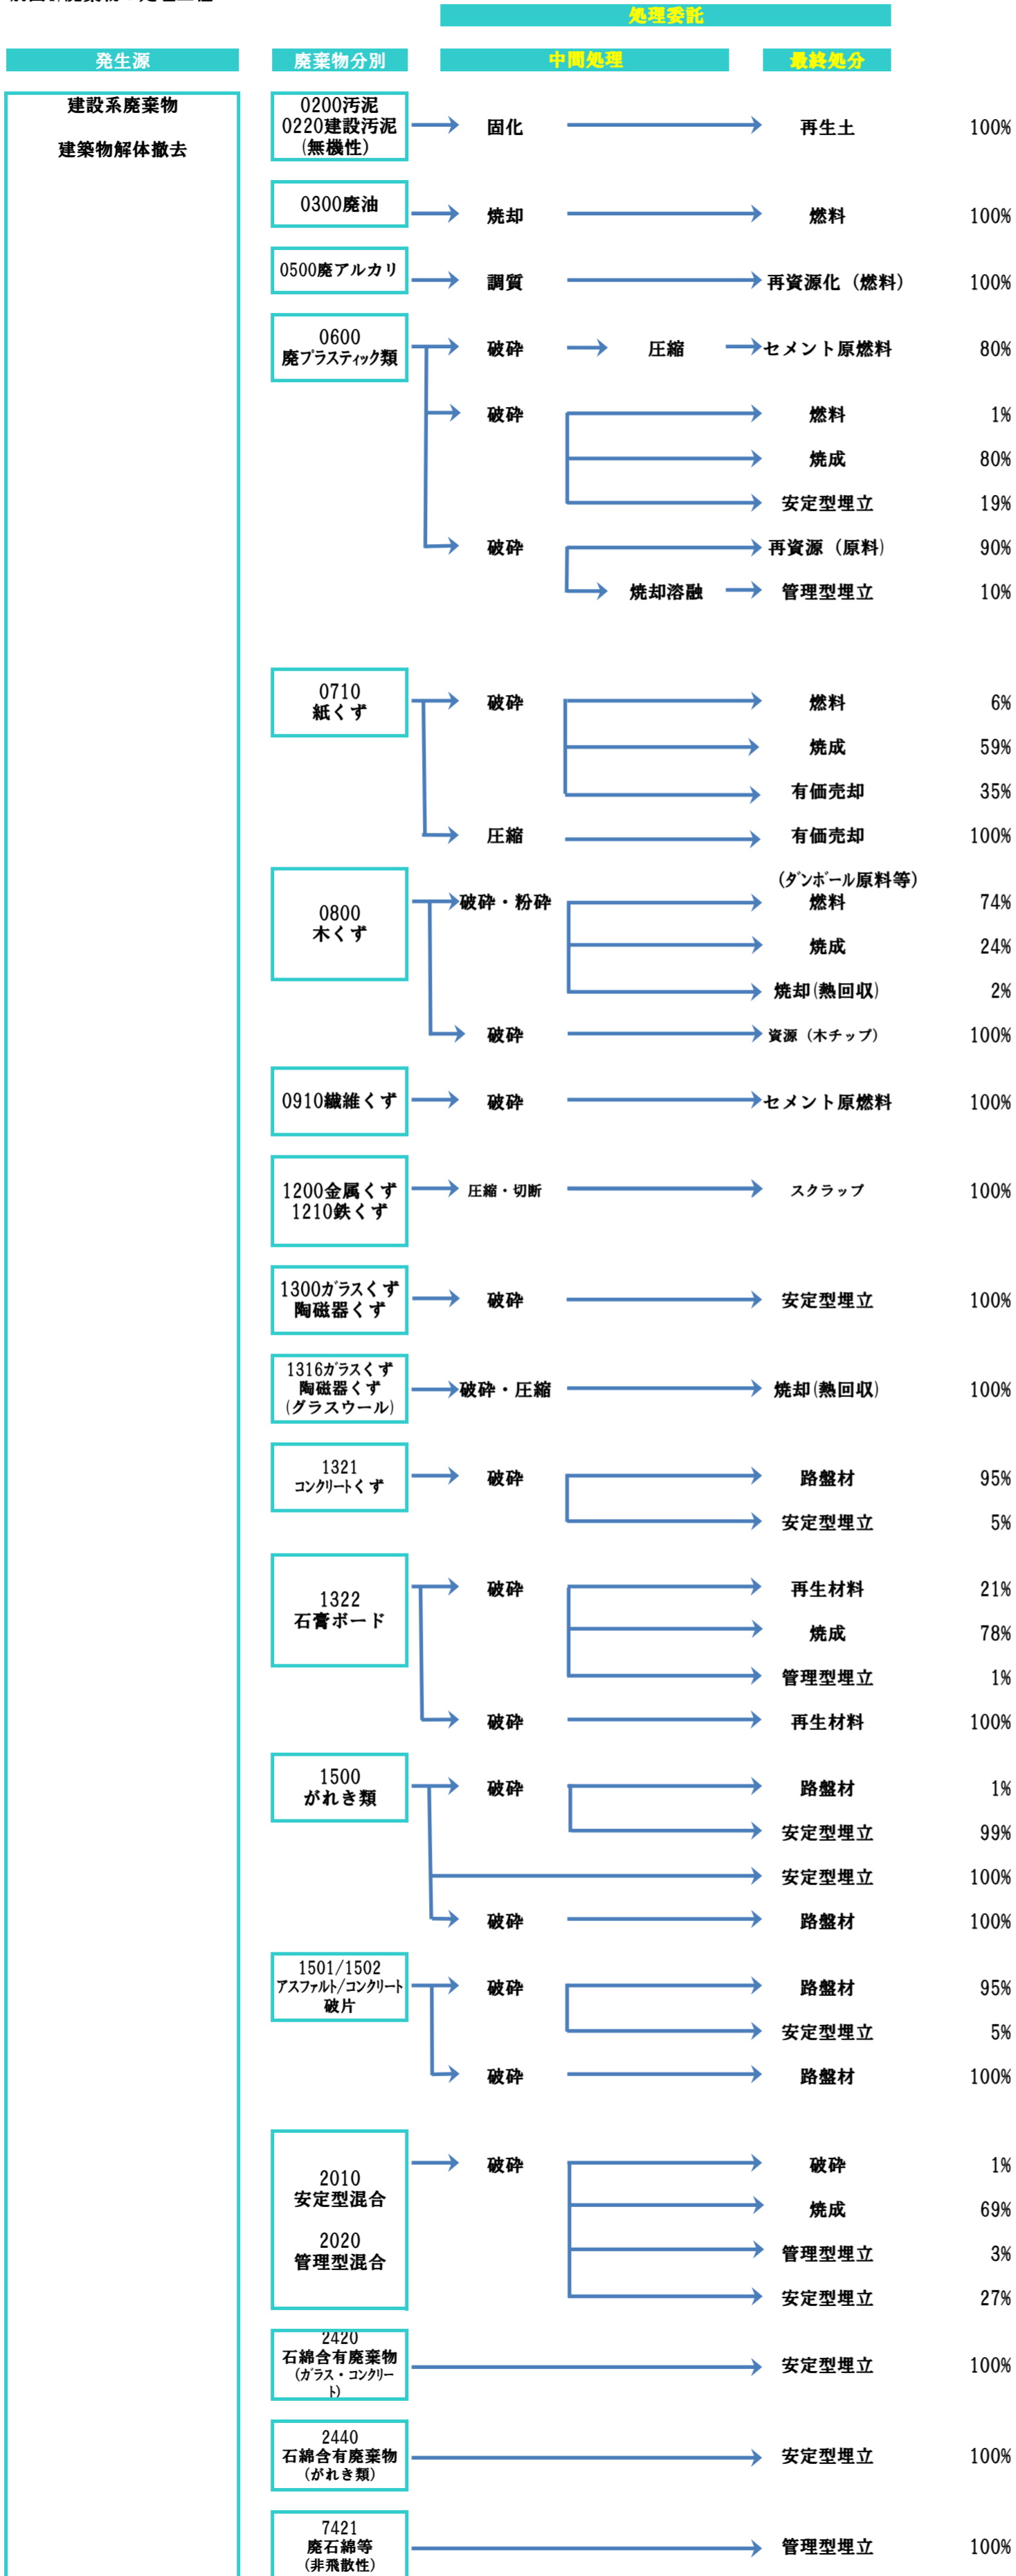 処理委託
発生源 廃棄物分別 中間処理 最終処分
建設系廃棄物
建築物解体撤去
0200汚泥
0220建設汚泥
(無機性)
固化 再生土 100%
0300廃油
焼却 燃料 100%
0500廃アルカリ
調質 再資源化（燃料） 100%
0600
廃プラスティック類
破砕 圧縮 セメント原燃料 80%
破砕 燃料 1%
焼成 80%
安定型埋立 19%
破砕 再資源（原料） 90%
焼却溶融 管理型埋立 10%
0710
紙くず
破砕 燃料 6%
焼成 59%
有価売却 35%
圧縮 有価売却 100%
(ダンボール原料等)
0800
木くず
破砕・粉砕 燃料 74%
焼成 24%
焼却(熱回収) 2%
破砕 資源（木チップ） 100%
0910繊維くず
破砕 セメント原燃料 100%
1200金属くず
1210鉄くず
圧縮・切断 スクラップ 100%
1300ガラスくず
陶磁器くず
破砕 安定型埋立 100%
1316ガラスくず
陶磁器くず
(グラスウール)
破砕・圧縮 焼却(熱回収) 100%
1321
コンクリートくず
破砕 路盤材 95%
安定型埋立 5%
1322
石膏ボード
破砕 再生材料 21%
焼成 78%
管理型埋立 1%
破砕 再生材料 100%
1500
がれき類
破砕 路盤材 1%
安定型埋立 99%
安定型埋立 100%
破砕 路盤材 100%
1501/1502
アスファルト/コンクリート
破片
破砕 路盤材 95%
安定型埋立 5%
破砕 路盤材 100%
2010
安定型混合
2020
管理型混合
破砕 破砕 1%
焼成 69%
管理型埋立 3%
安定型埋立 27%
2420
石綿含有廃棄物
(ガラス・コンクリー
ト)
安定型埋立 100%
2440
石綿含有廃棄物
(がれき類)
安定型埋立 100%
7421
廃石綿等
(非飛散性)
管理型埋立 100%